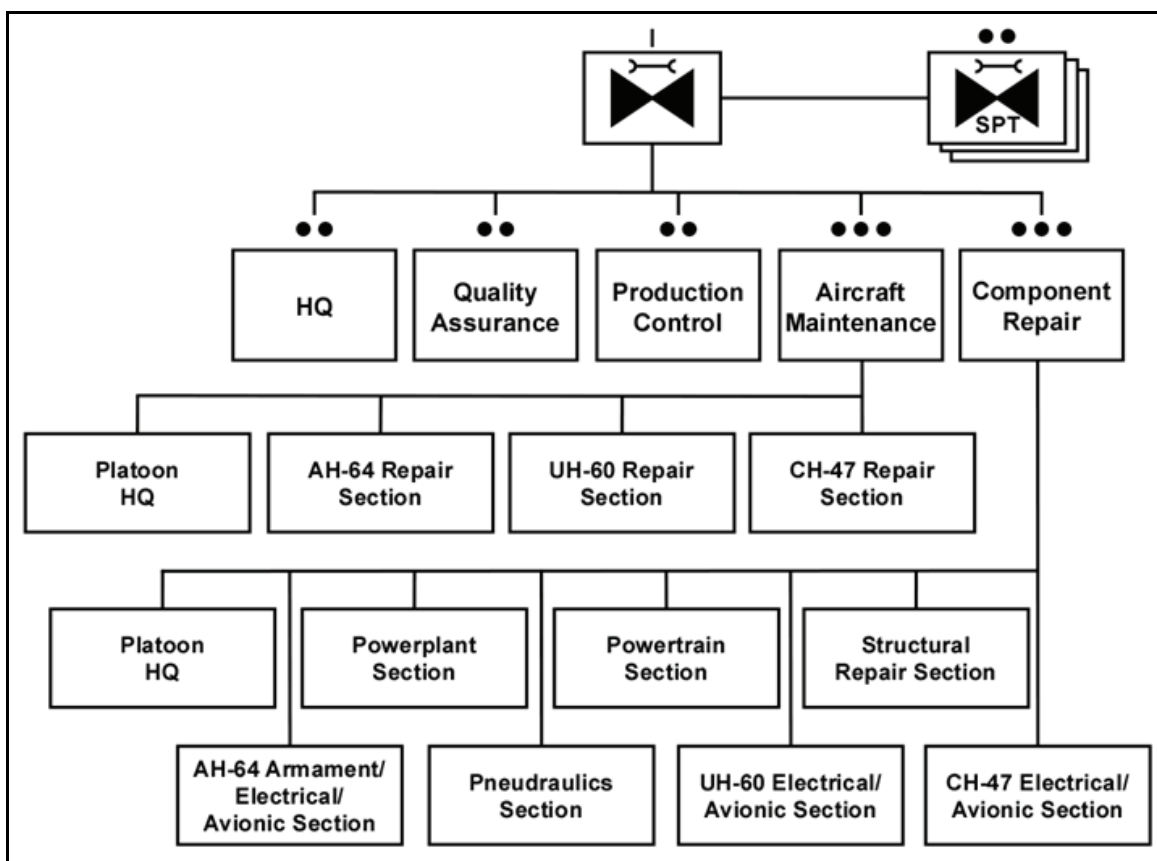 SPT
HQ
Quality
Assurance
Production
Control
Aircraft
Maintenance
Component
Repair
Platoon
HQ
AH-64 Repair
Section
UH-60 Repair
Section
CH-47 Repair
Section
Platoon
HQ
Powerplant
Section
Powertrain
Section
Structural
Repair Section
AH-64 Armament/
Electrical/
Avionic Section
Pneudraulics
Section
UH-60 Electrical/
Avionic Section
CH-47 Electrical/
Avionic Section